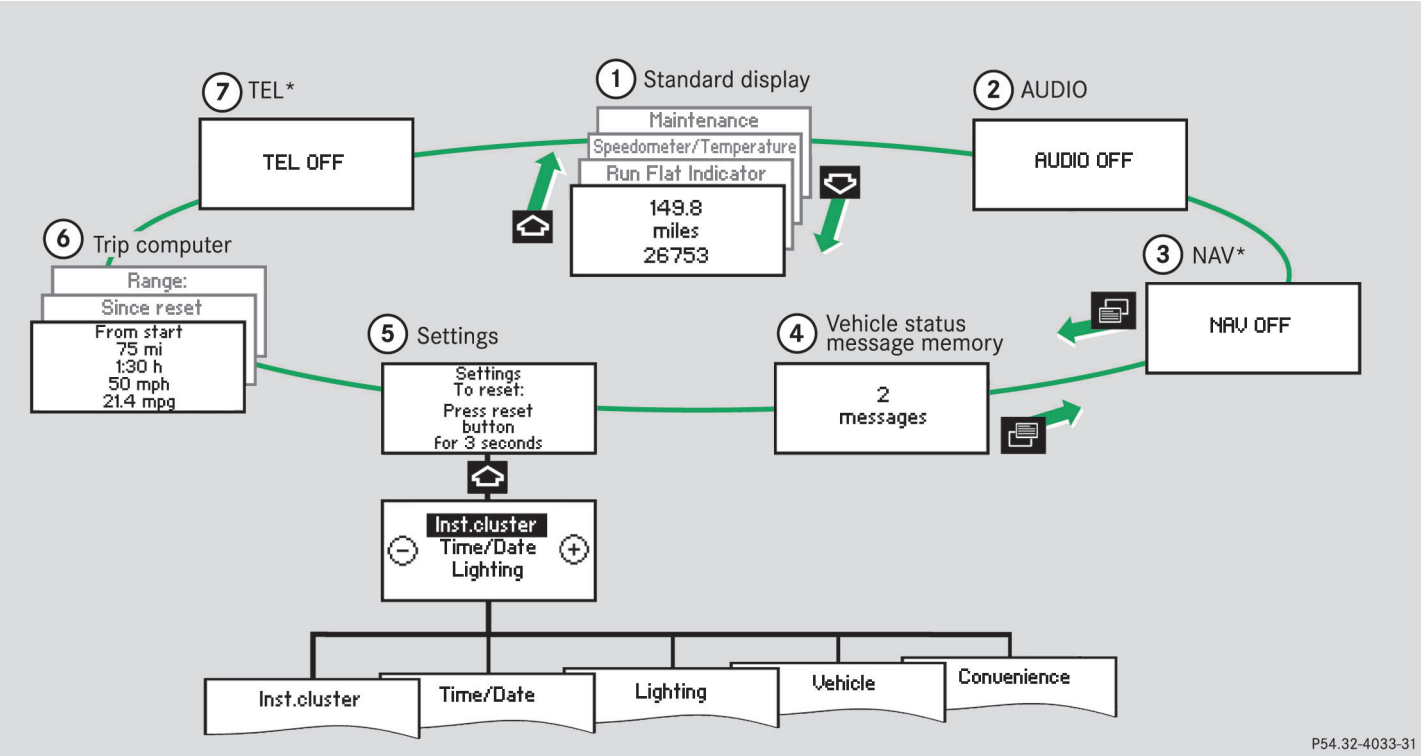 7 TEL*
TEL OFF
1 Standard display
Maintenance
Speedometer/Temperature
Run Flat Indicator
149.8
miles
26753
2 AUDIO
AUDIO OFF
3 NAV*
NAV OFF
4 Vehicle status
message memory
2
messages
5 Settings
Settings
To reset:
Press reset
button
for 3 seconds
6 Trip computer
Range:
Since reset
From start
75 mi
1:30 h
50 mph
21.4 mpg
Inst.cluster
Time/Date
Lighting
Inst.cluster
Time/Date
Lighting
Vehicle
Convenience
P54.32-4033-31